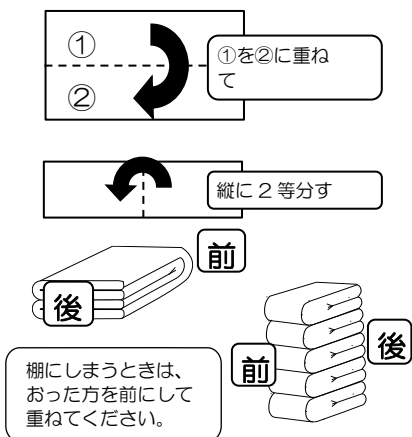 ①
②
①を②に重ね
て
縦に２等分す
前
後
前
後
棚にしまうときは、
おった方を前にして
重ねてください。